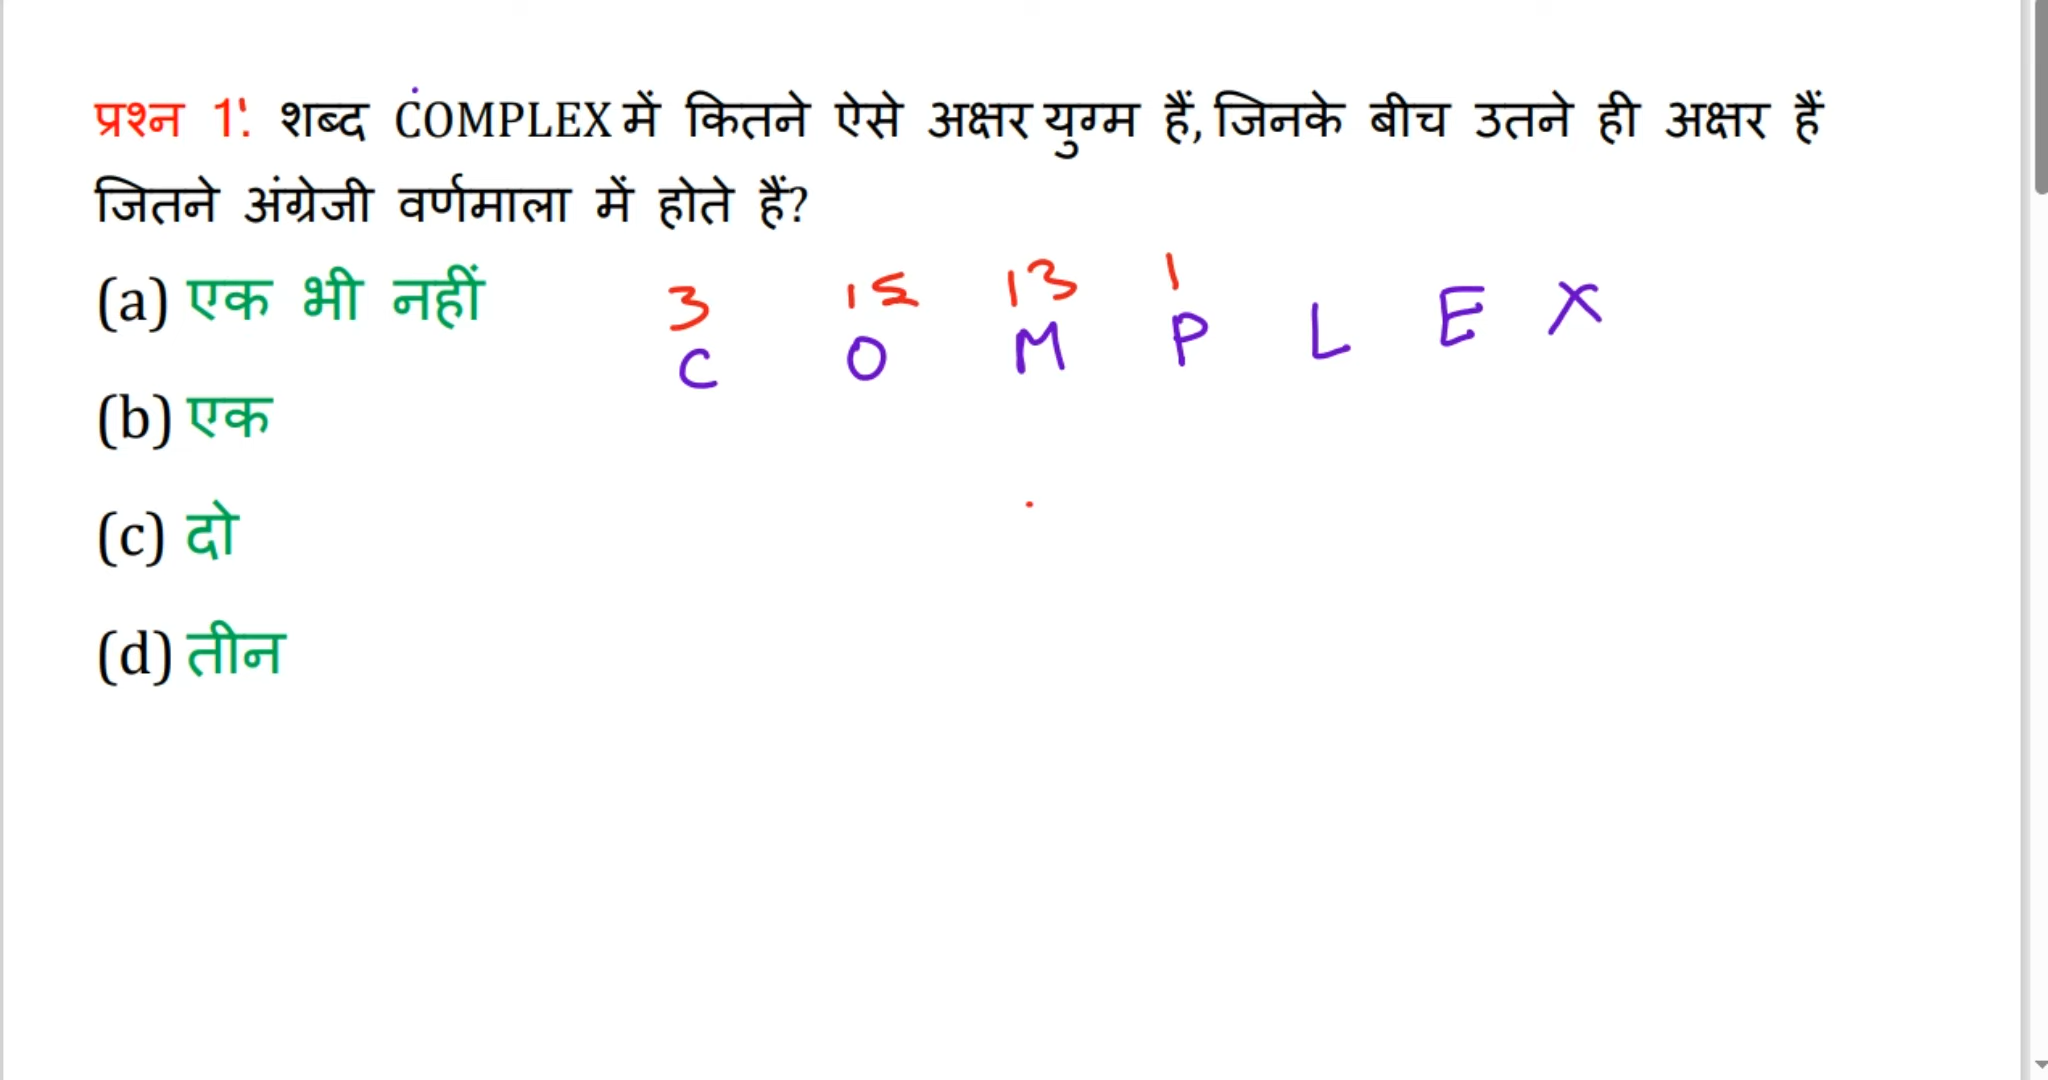 प्रश्न 1: शब्द COMPLEX में कितने ऐसे अक्षर युग्म हैं, जिनके बीच उतने ही अक्षर हैं
जितने अंग्रेजी वर्णमाला में होते हैं?
(a) एक भी नहीं
3 15 13 1
C O M P L E X
(b) एक
(c) दो
(d) तीन